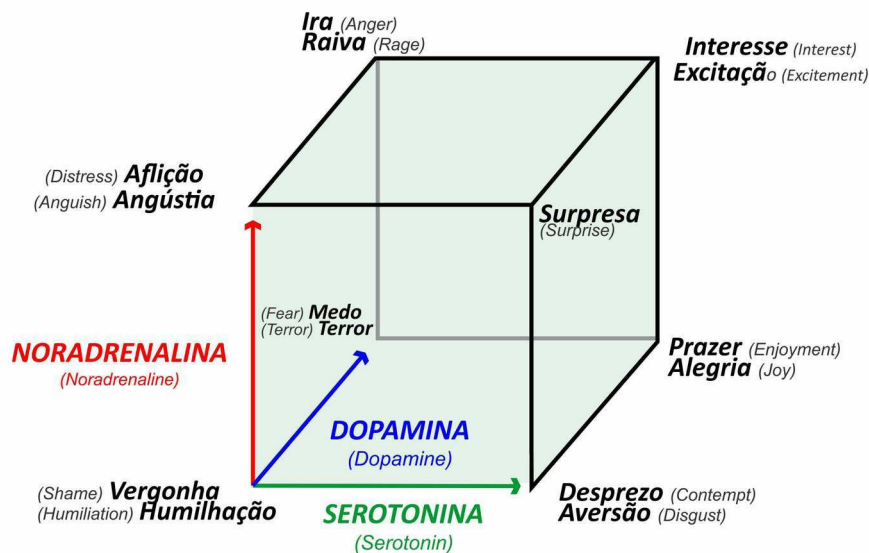 Ira (Anger)
Raiva (Rage)
Interesse (Interest)
Excitação (Excitement)
(Distress) Aflição
(Anguish) Angústia
Surpresa
(Surprise)
(Fear) Medo
(Terror) Terror
NORADRENALINA
(Noradrenaline)
Prazer (Enjoyment)
Alegria (Joy)
DOPAMINA
(Dopamine)
(Shame) Vergonha
(Humiliation) Humilhação
Desprezo (Contempt)
Aversão (Disgust)
SEROTONINA
(Serotonin)